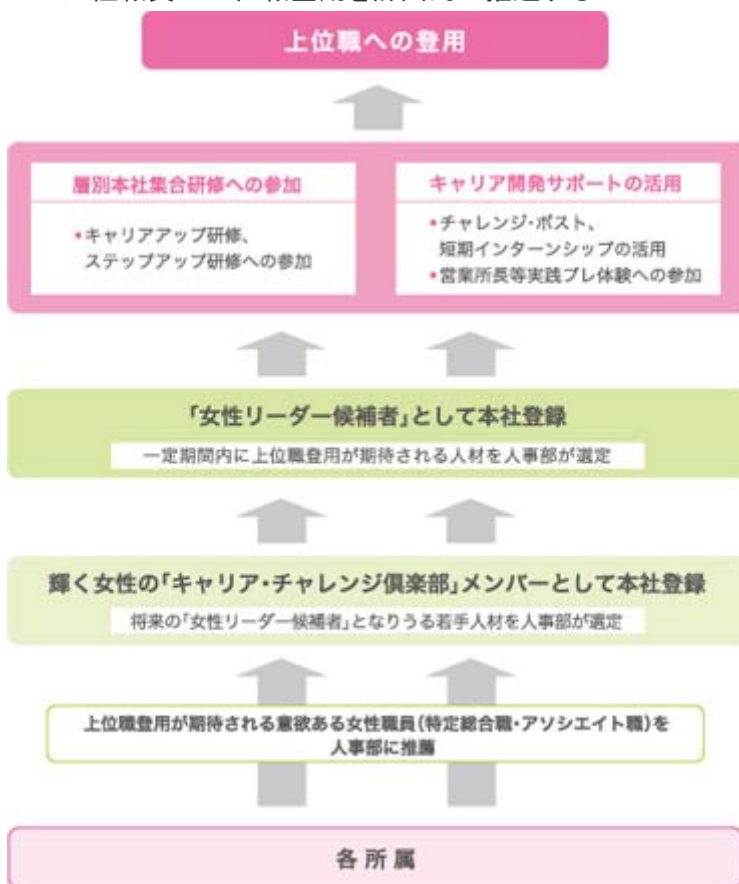 上位職への登用
層別本社集合研修への参加
•キャリアアップ研修、
ステップアップ研修への参加
キャリア開発サポートの活用
•チャレンジ・ポスト、
短期インターンシップの活用
•営業所長等実践プレ体験への参加
「女性リーダー候補者」として本社登録
一定期間内に上位職登用が期待される人材を人事部が選定
輝く女性の「キャリア・チャレンジ倶楽部」メンバーとして本社登録
将来の「女性リーダー候補者」となりうる若手人材を人事部が選定
上位職登用が期待される意欲ある女性職員(特定総合職・アソシエイト職)を
人事部に推薦
各所属